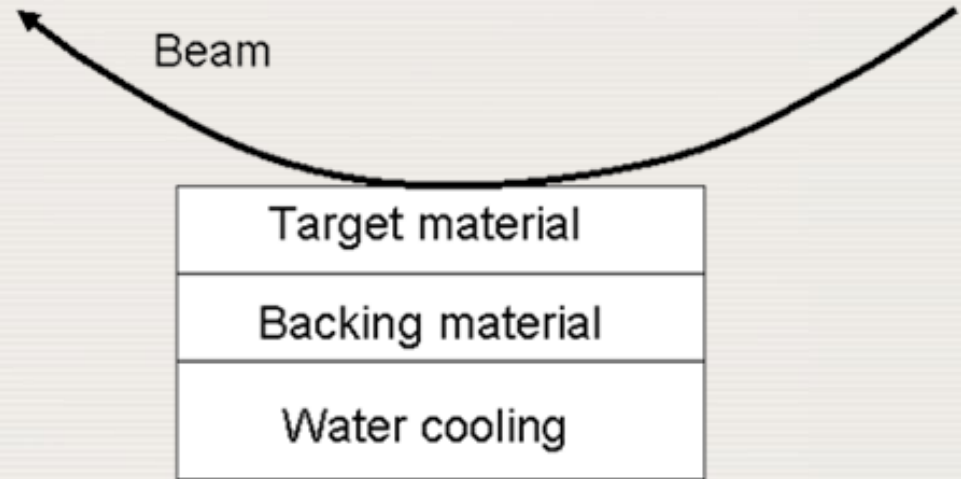 Beam
Target material
Backing material
Water cooling